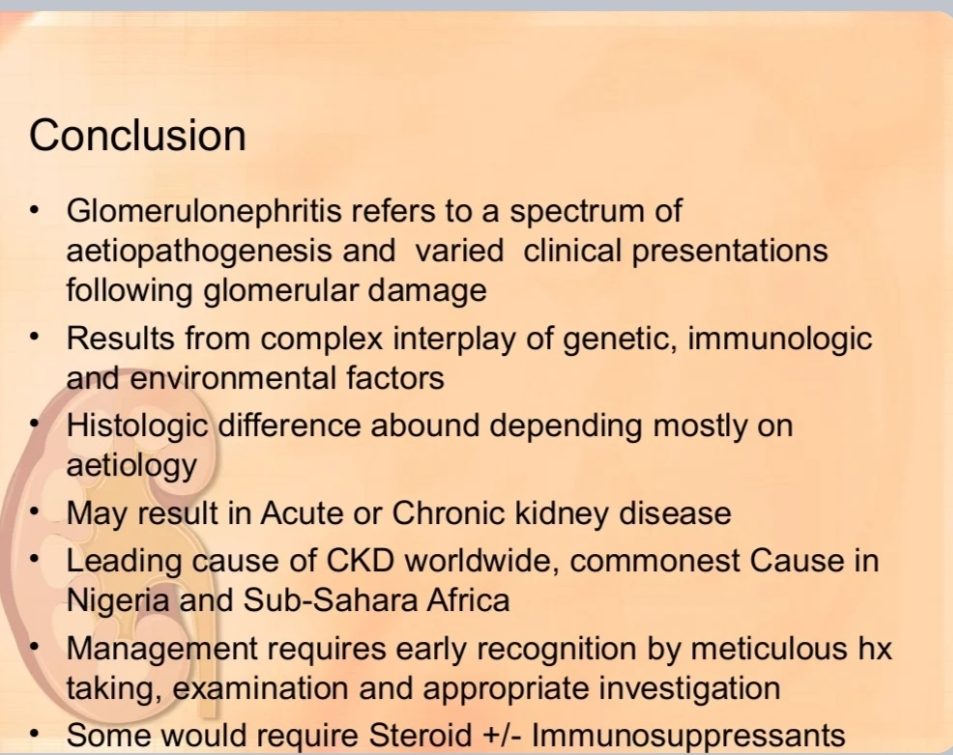 Conclusion
• Glomerulonephritis refers to a spectrum of
aetiopathogenesis and varied clinical presentations
following glomerular damage
• Results from complex interplay of genetic, immunologic
and environmental factors
• Histologic difference abound depending mostly on
aetiology
• May result in Acute or Chronic kidney disease
• Leading cause of CKD worldwide, commonest Cause in
Nigeria and Sub-Sahara Africa
• Management requires early recognition by meticulous hx
taking, examination and appropriate investigation
• Some would require Steroid +/- Immunosuppressants